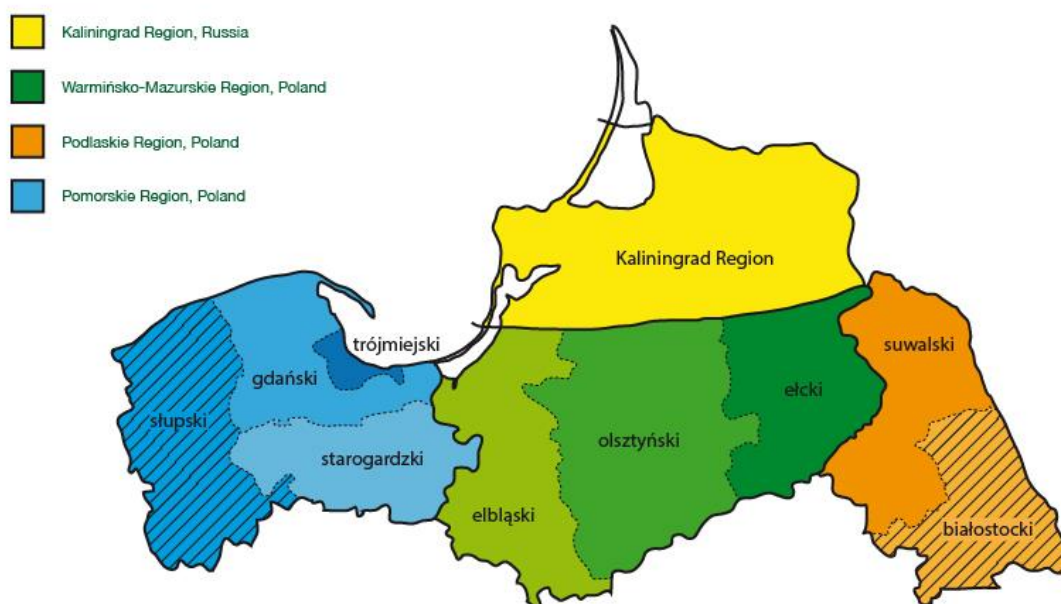 Kaliningrad Region, Russia
Warmińsko-Mazurskie Region, Poland
Podlaskie Region, Poland
Pomorskie Region, Poland
Kaliningrad Region
trójmiejski
suwalski
gdański
ełcki
słupski
olsztyński
starogardzki
elbląski
białostocki